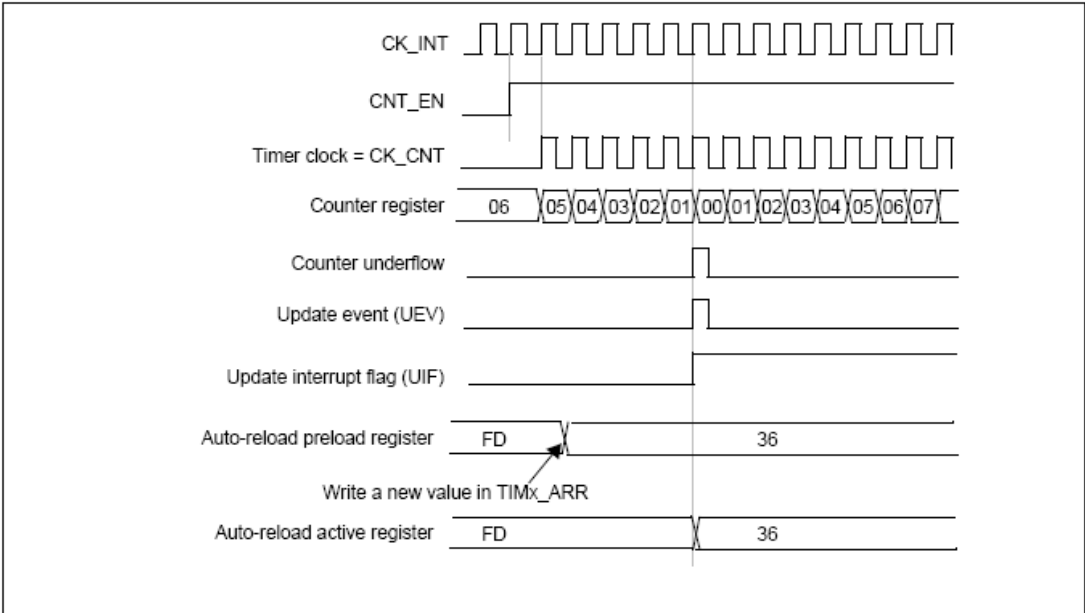 CK_INT
CNT_EN
Timer clock = CK_CNT
Counter register 06 05 04 03 02 01 00 01 02 03 04 05 06 07
Counter underflow
Update event (UEV)
Update interrupt flag (UIF)
Auto-reload preload register FD 36
Write a new value in TIMx_ARR
Auto-reload active register FD 36